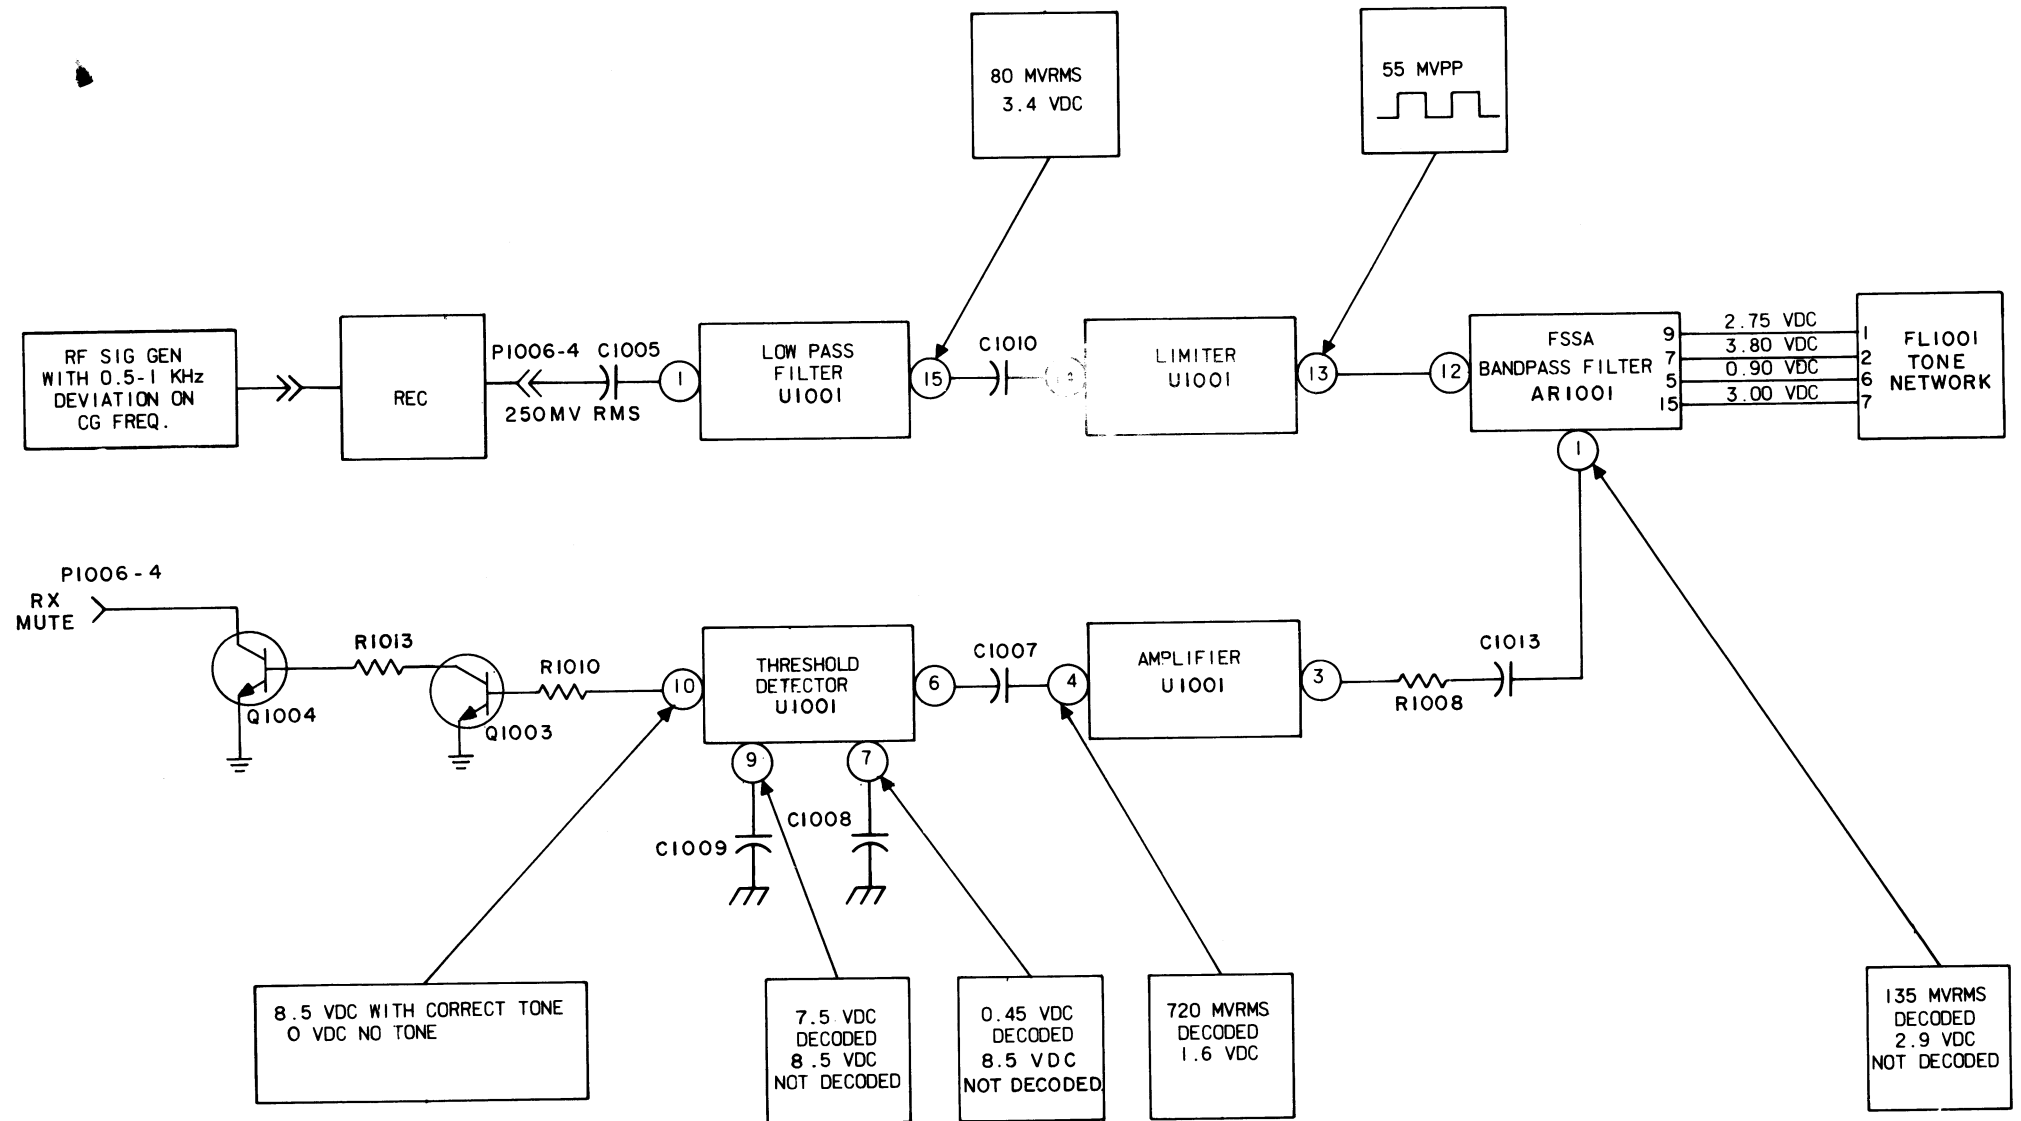 80 MVRMS
3.4 VDC
55 MVPP
RF SIG GEN
WITH 0.5-1 KHz
DEVIATION ON
CG FREQ.
REC
P1006-4
C1005
250MV RMS
1
LOW PASS
FILTER
U1001
15
C1010
LIMITER
U1001
13
12
FSSA
BANDPASS FILTER
AR1001
9
7
5
15
1
2.75 VDC
3.80 VDC
0.90 VDC
3.00 VDC
1
2
6
7
FL1001
TONE
NETWORK
P1006-4
RX
MUTE
Q1004
R1013
Q1003
R1010
10
THRESHOLD
DETECTOR
U1001
9
7
6
C1009
C1008
C1007
4
AMPLIFIER
U1001
3
R1008
C1013
8.5 VDC WITH CORRECT TONE
0 VDC NO TONE
7.5 VDC
DECODED
8.5 VDC
NOT DECODED
0.45 VDC
DECODED
8.5 VDC
NOT DECODED
720 MVRMS
DECODED
1.6 VDC
135 MVRMS
DECODED
2.9 VDC
NOT DECODED